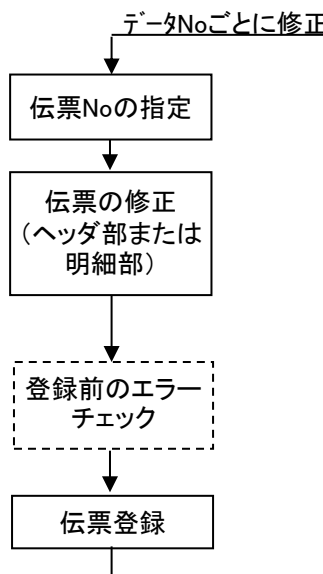 ﾃﾞｰﾀNoごとに修正
伝票Noの指定
伝票の修正
（ヘッダ部または
明細部）
登録前のエラー
チェック
伝票登録